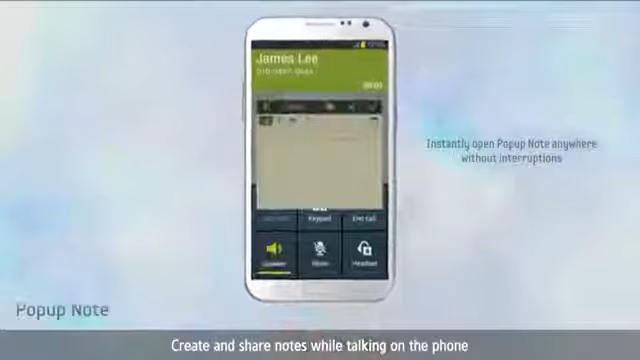 James Lee
Instantly open Popup Note anywhere
without interruptions
Keypad
End call
Speaker
Mute
Headset
Popup Note
Create and share notes while talking on the phone